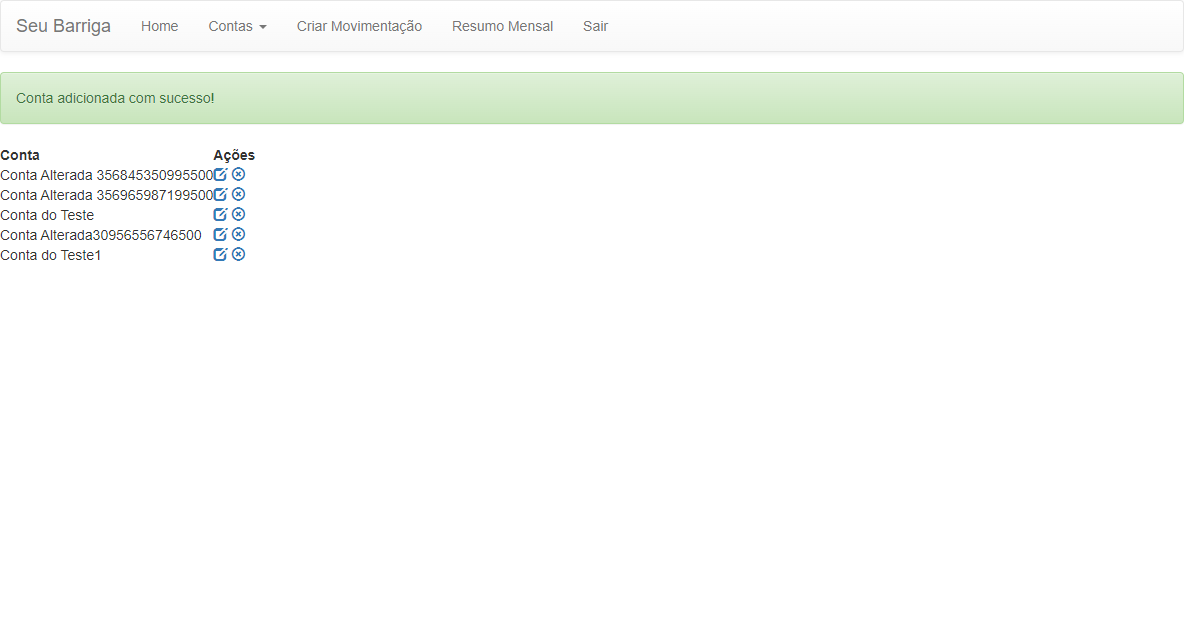 Seu Barriga Home Contas Criar Movimentação Resumo Mensal Sair
Conta adicionada com sucesso!
Conta Ações
Conta Alterada 356845350995500
Conta Alterada 356965987199500
Conta do Teste
Conta Alterada30956556746500
Conta do Teste1